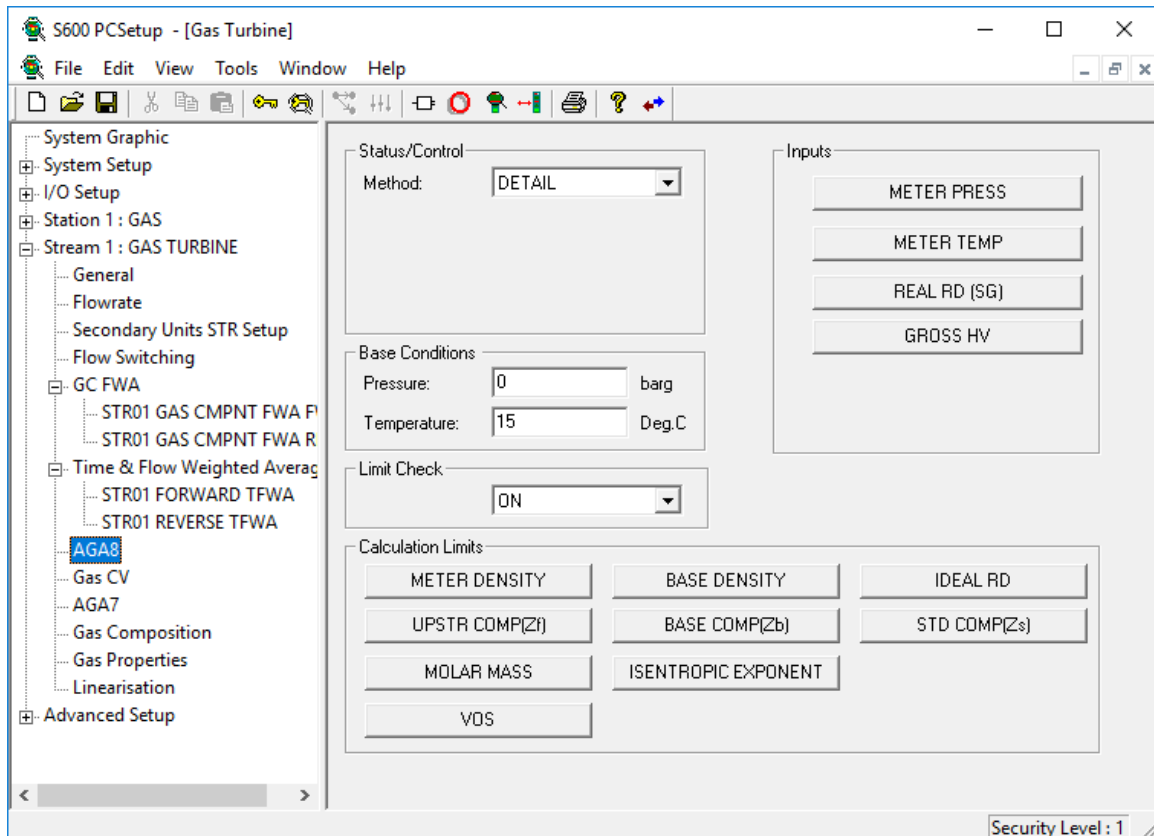 S600 PCSetup - [Gas Turbine]
File Edit View Tools Window Help
System Graphic
System Setup
I/O Setup
Station 1 : GAS
Stream 1 : GAS TURBINE
General
Flowrate
Secondary Units STR Setup
Flow Switching
GC FWA
STR01 GAS CMPNT FWA F
STR01 GAS CMPNT FWA R
Time & Flow Weighted Averag
STR01 FORWARD TFWA
STR01 REVERSE TFWA
AGA8
Gas CV
AGA7
Gas Composition
Gas Properties
Linearisation
Advanced Setup
Status/Control
Method: DETAIL
Base Conditions
Pressure: 0 barg
Temperature: 15 Deg.C
Limit Check
ON
Inputs
METER PRESS
METER TEMP
REAL RD (SG)
GROSS HV
Calculation Limits
METER DENSITY BASE DENSITY IDEAL RD
UPSTR COMP(Zf) BASE COMP(Zb) STD COMP(Zs)
MOLAR MASS ISENTROPIC EXPONENT
VOS
Security Level : 1